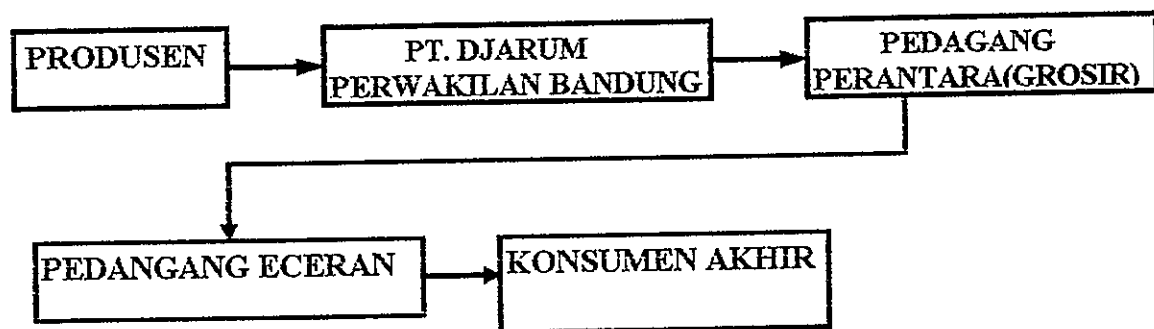 PRODUSEN
PT. DJARUM
PERWAKILAN BANDUNG
PEDAGANG
PERANTARA(GROSIR)
PEDANGANG ECERAN
KONSUMEN AKHIR